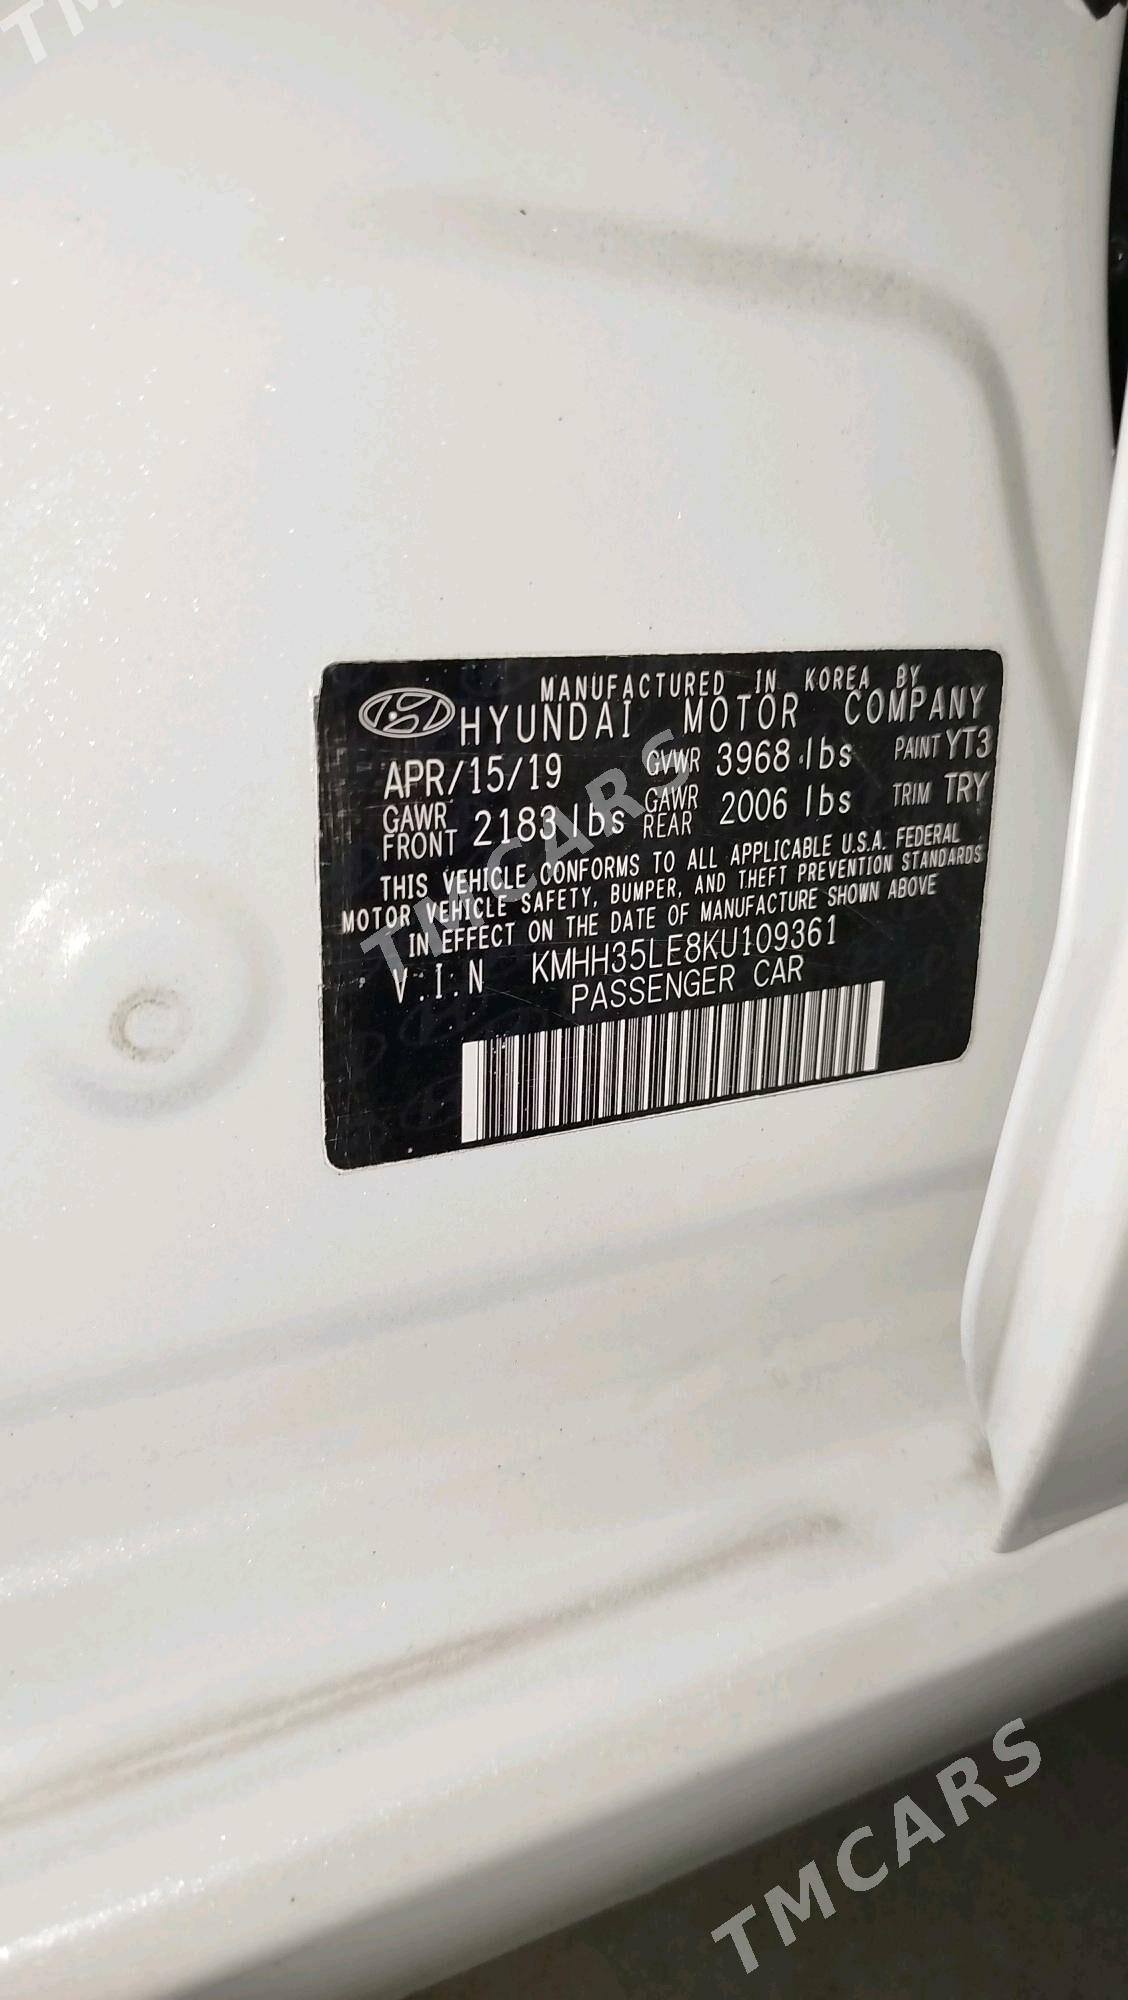 MANUFACTURED IN KOREA BY
HYUNDAI MOTOR COMPANY
APR/15/19 GVWR 3968 lbs PAINT YT3
GAWR FRONT 2183 lbs GAWR REAR 2006 lbs TRIM TRY
THIS VEHICLE CONFORMS TO ALL APPLICABLE U.S.A. FEDERAL
MOTOR VEHICLE SAFETY, BUMPER, AND THEFT PREVENTION STANDARDS
IN EFFECT ON THE DATE OF MANUFACTURE SHOWN ABOVE
V.I.N KMHH35LE8KU109361
PASSENGER CAR
TMCARS
TMCARS